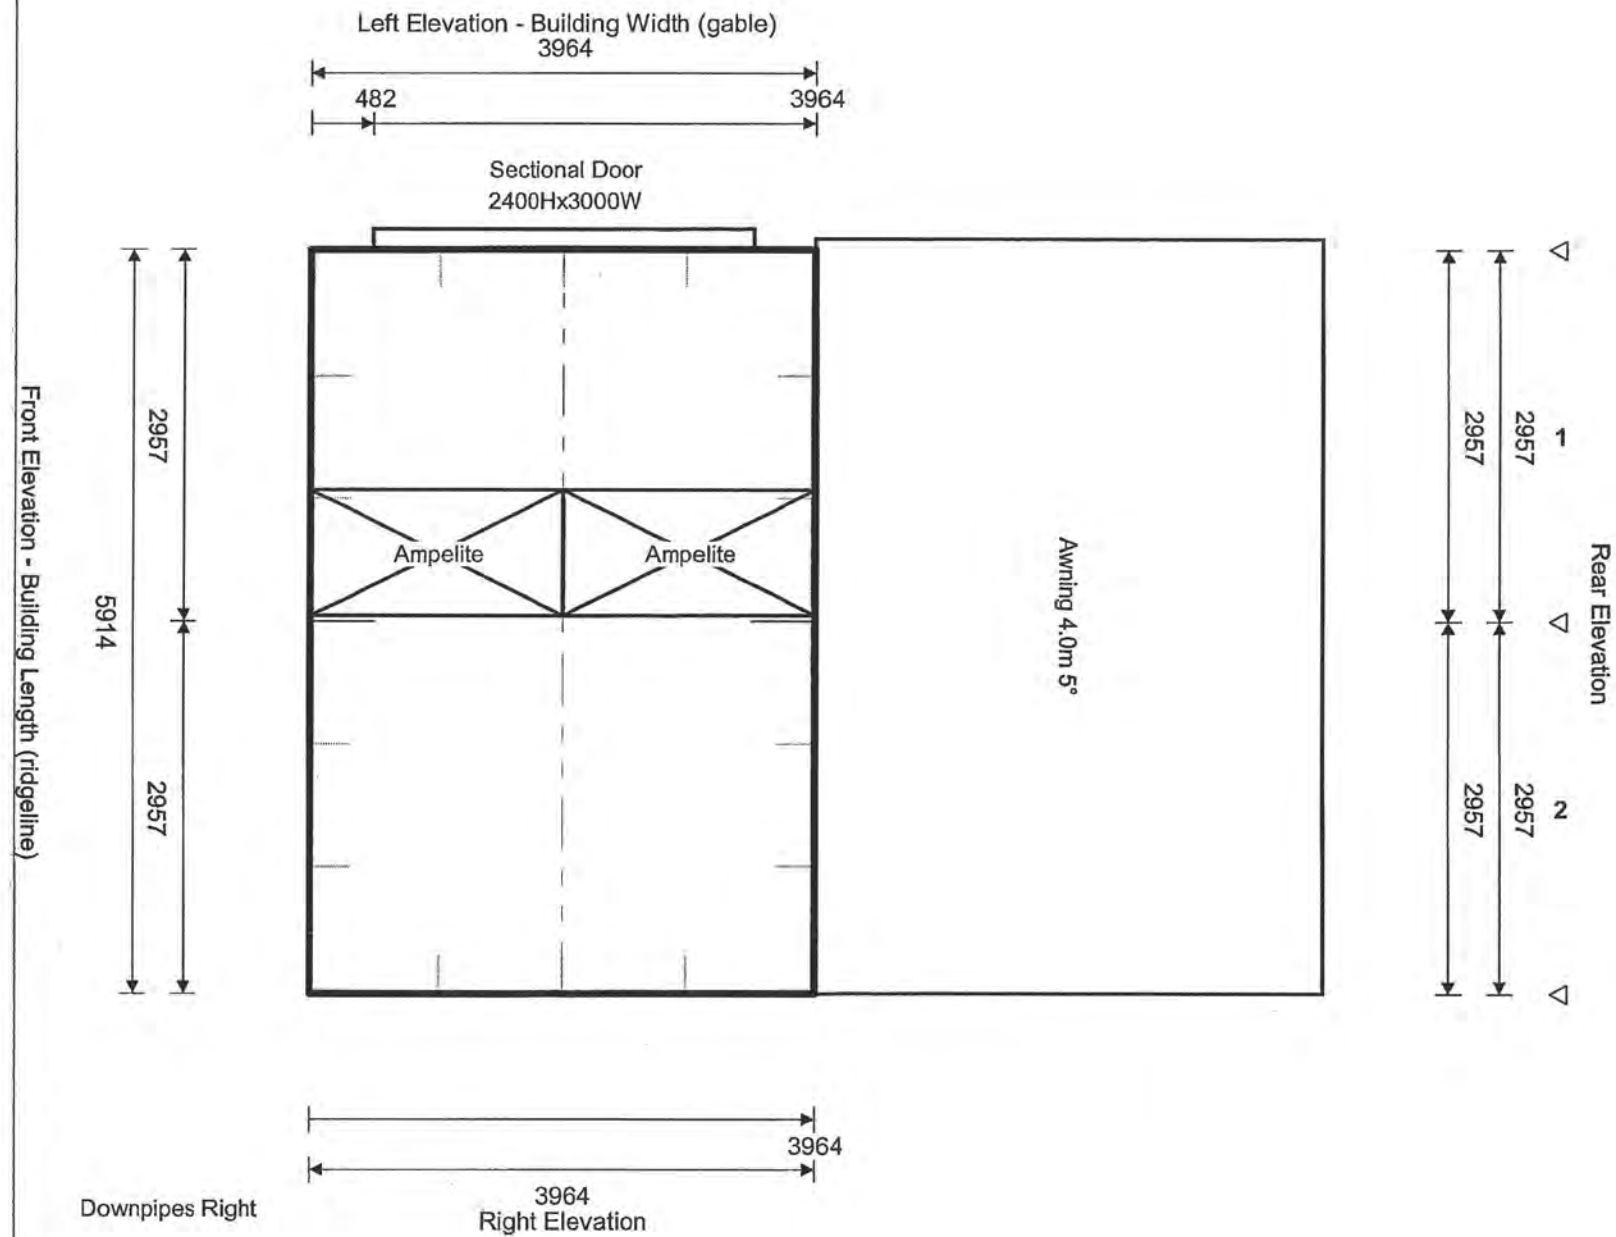 Left Elevation - Building Width (gable)
3964
482
3964
Sectional Door
2400Hx3000W
Front Elevation - Building Length (ridgeline)
5914
2957
2957
Ampelite
Ampelite
Awning 4.0m 5°
2957
2957
2957
2957
1
2
Rear Elevation
3964
3964
Right Elevation
Downpipes Right